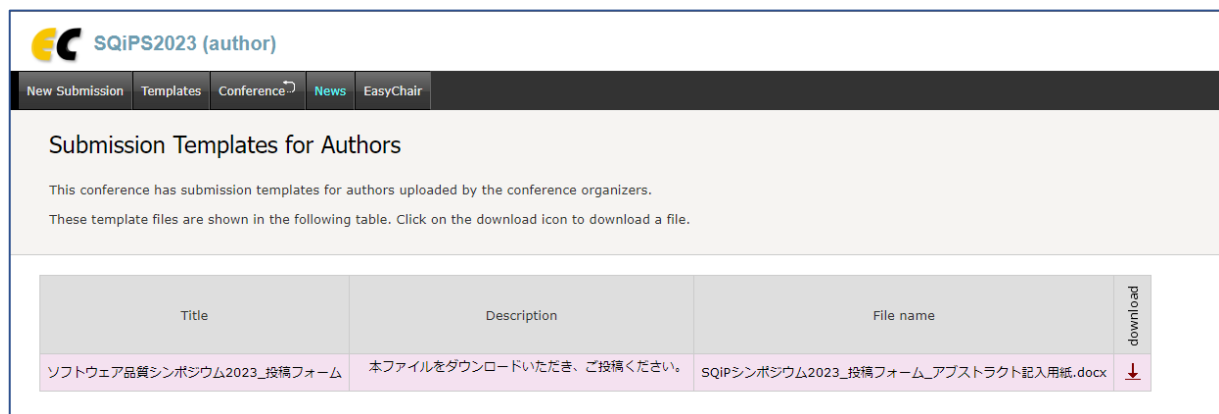 EC SQiPS2023 (author)
New Submission Templates Conference News EasyChair
Submission Templates for Authors
This conference has submission templates for authors uploaded by the conference organizers.
These template files are shown in the following table. Click on the download icon to download a file.
Title Description File name download
ソフトウェア品質シンポジウム2023_投稿フォーム 本ファイルをダウンロードいただき、ご投稿ください。 SQiPシンポジウム2023_投稿フォーム_アブストラクト記入用紙.docx